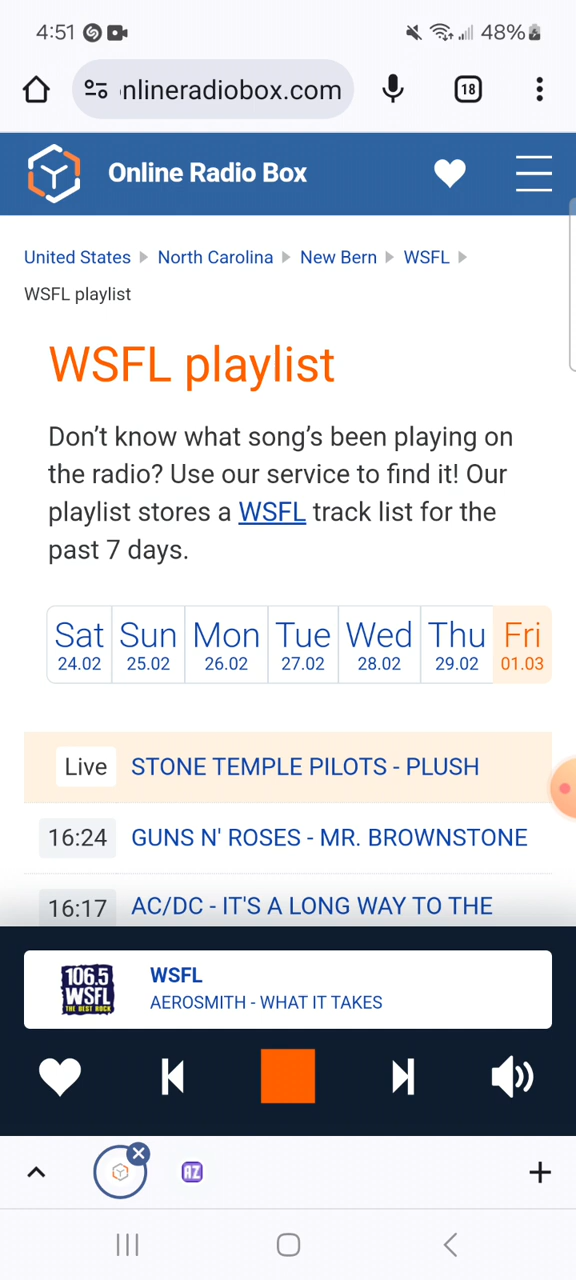 4:51 48%
nlineradiobox.com 18
Online Radio Box
United States North Carolina New Bern WSFL
WSFL playlist
WSFL playlist
Don’t know what song’s been playing on
the radio? Use our service to find it! Our
playlist stores a WSFL track list for the
past 7 days.
Sat Sun Mon Tue Wed Thu Fri
24.02 25.02 26.02 27.02 28.02 29.02 01.03
Live STONE TEMPLE PILOTS - PLUSH
16:24 GUNS N' ROSES - MR. BROWNSTONE
16:17 AC/DC - IT'S A LONG WAY TO THE
106.5
WSFL
THE BEST ROCK
WSFL
AEROSMITH - WHAT IT TAKES
AZ